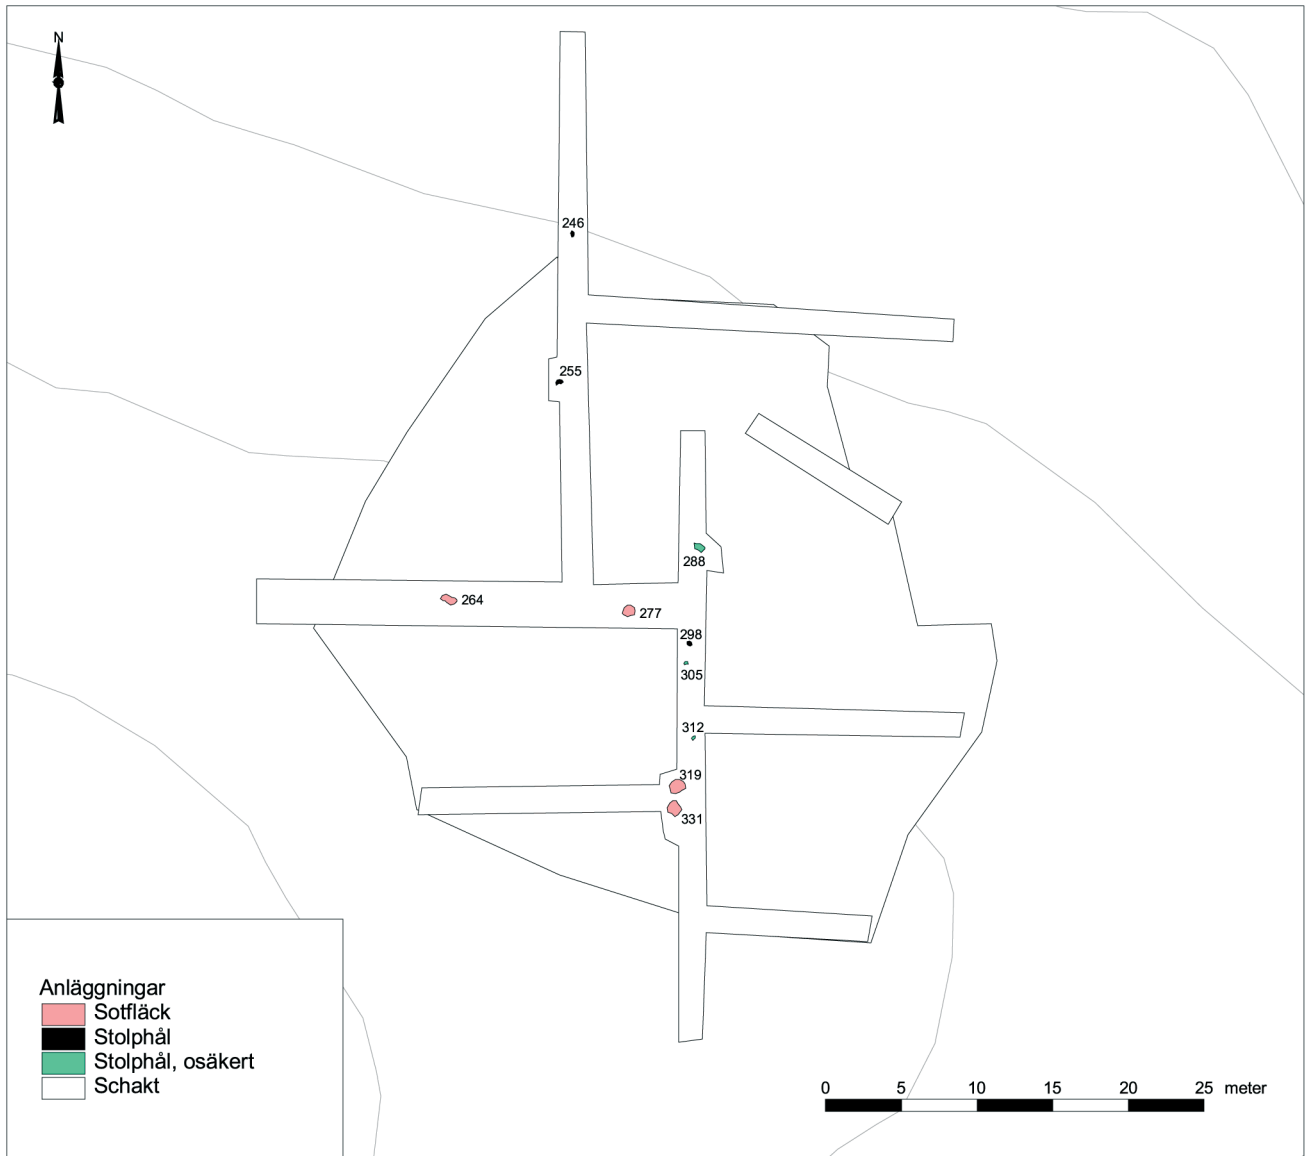 N
246
255
288
264
277
298
305
312
319
331
Anläggningar
Sotfläck
Stolphål
Stolphål, osäkert
Schakt
0 5 10 15 20 25 meter